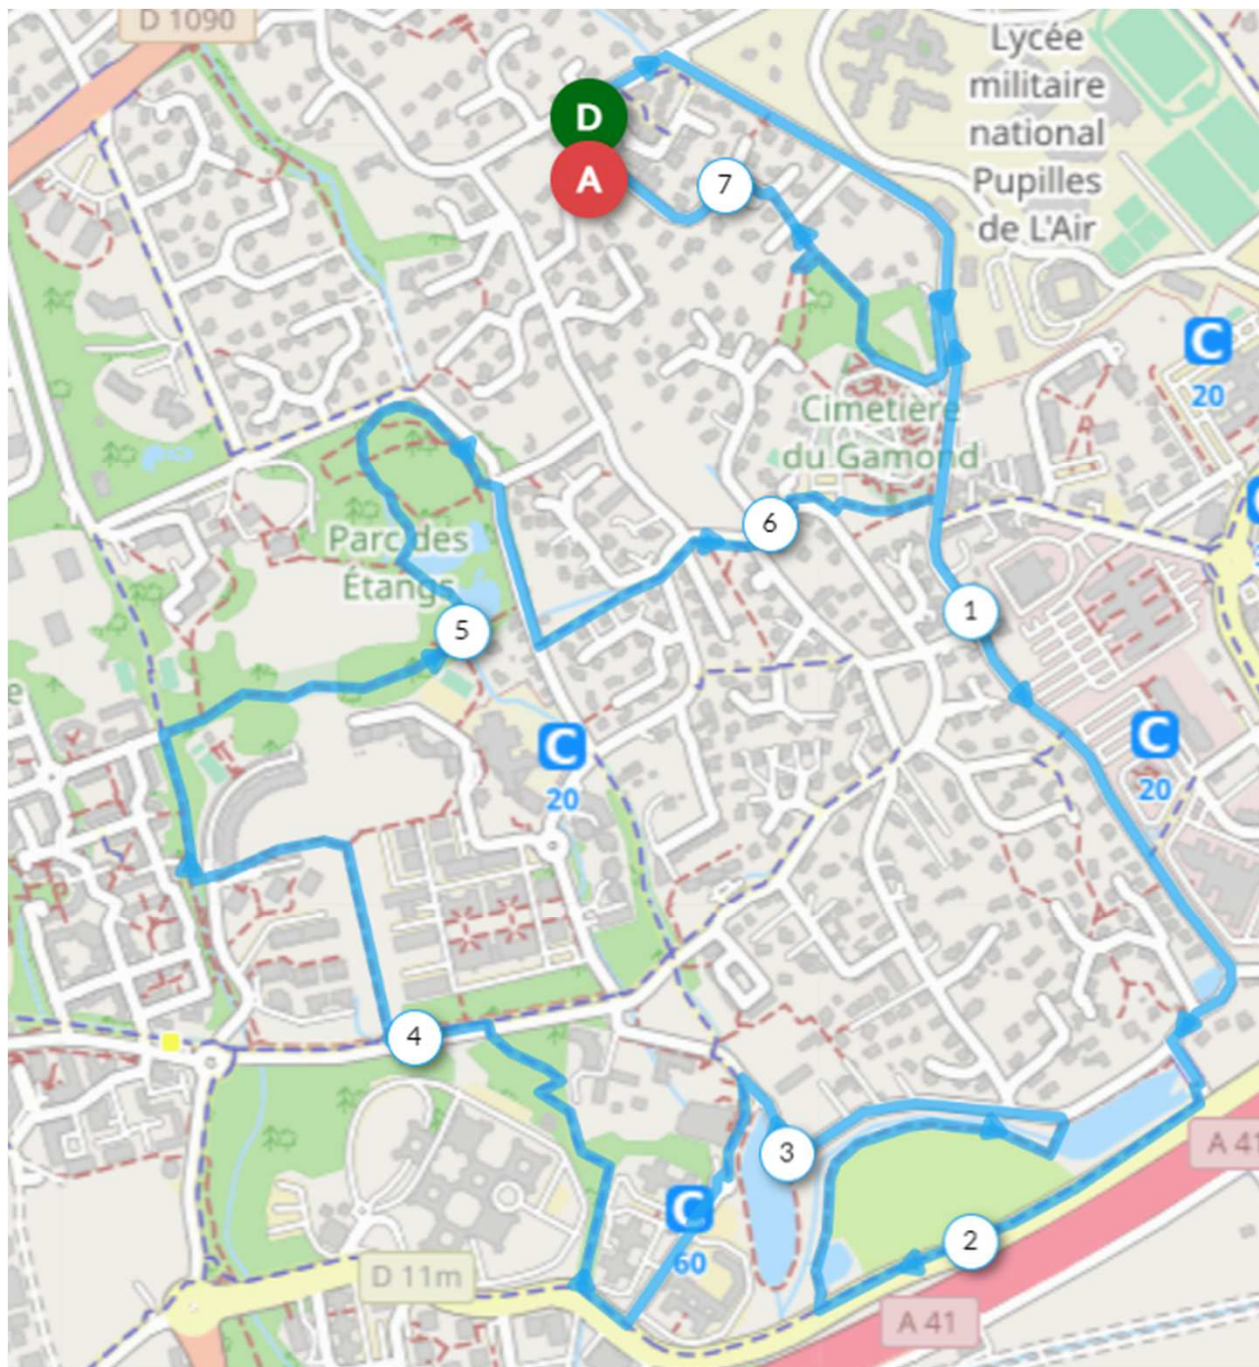 D 1090
Lycée
militaire
national
Pupilles
de L'Air
D
A
7
C
20
Cimetière
du Gamond
6
Parc des
Étangs
5
1
e
C
20
C
20
4
3
A 41
C
60
2
D 11m
A 41